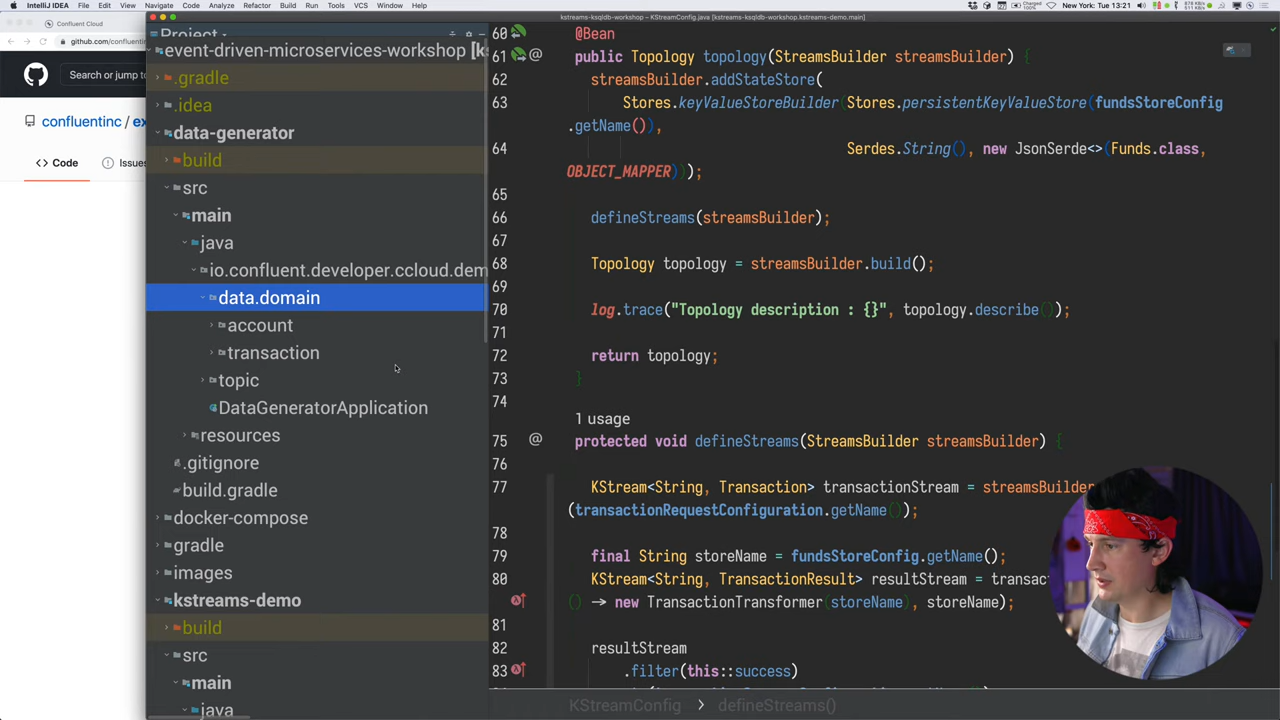 IntelliJ IDEA File Edit View Navigate Code Analyze Refactor Build Run Tools VCS Window Help
New York: Tue 13:21
kstreams-ksqldb-workshop – KStreamConfig.java [kstreams-ksqldb-workshop.kstreams-demo.main]
Confluent Cloud
github.com/confluentinc
Search or jump to
confluentinc / ex
Code
Issues
Project
event-driven-microservices-workshop [ks
.gradle
.idea
data-generator
build
src
main
java
io.confluent.developer.ccloud.dem
data.domain
account
transaction
topic
DataGeneratorApplication
resources
.gitignore
build.gradle
docker-compose
gradle
images
kstreams-demo
build
src
main
java
60 @Bean
61 public Topology topology(StreamsBuilder streamsBuilder) {
62 streamsBuilder.addStateStore(
63 Stores.keyValueStoreBuilder(Stores.persistentKeyValueStore(fundsStoreConfig
.getName()),
64 Serdes.String(), new JsonSerde<>(Funds.class,
OBJECT_MAPPER)));
65
66 defineStreams(streamsBuilder);
67
68 Topology topology = streamsBuilder.build();
69
70 log.trace("Topology description : {}", topology.describe());
71
72 return topology;
73 }
74
1 usage
75 protected void defineStreams(StreamsBuilder streamsBuilder) {
76
77 KStream<String, Transaction> transactionStream = streamsBuilder
(transactionRequestConfiguration.getName());
78
79 final String storeName = fundsStoreConfig.getName();
80 KStream<String, TransactionResult> resultStream = transac
() → new TransactionTransformer(storeName), storeName);
81
82 resultStream
83 .filter(this::success)
KStreamConfig > defineStreams()